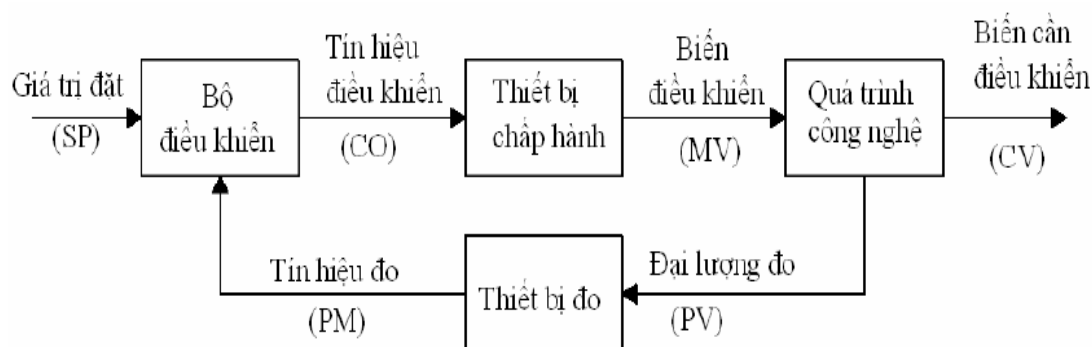 Giá trị đặt
(SP)
Bộ
điều khiển
Tín hiệu
điều khiển
(CO)
Thiết bị
chấp hành
Biến
điều khiển
(MV)
Quá trình
công nghệ
Biến cần
điều khiển
(CV)
Tín hiệu đo
(PM)
Thiết bị đo
Đại lượng đo
(PV)